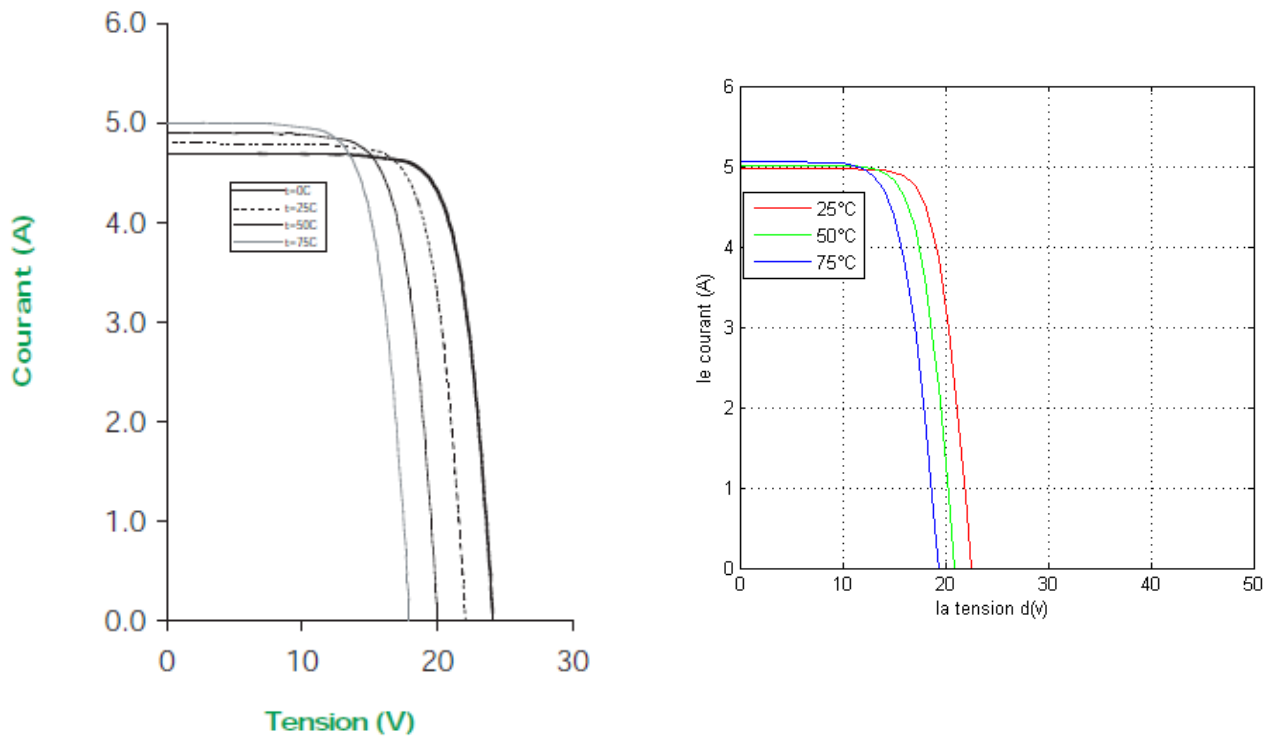 6.0
5.0
4.0
3.0
2.0
1.0
0.0
Courant (A)
t=0C
t=25C
t=50C
t=75C
0 10 20 30
Tension (V)
6
5
4
3
2
1
0
le courant (A)
25°C
50°C
75°C
0 10 20 30 40 50
la tension d(v)